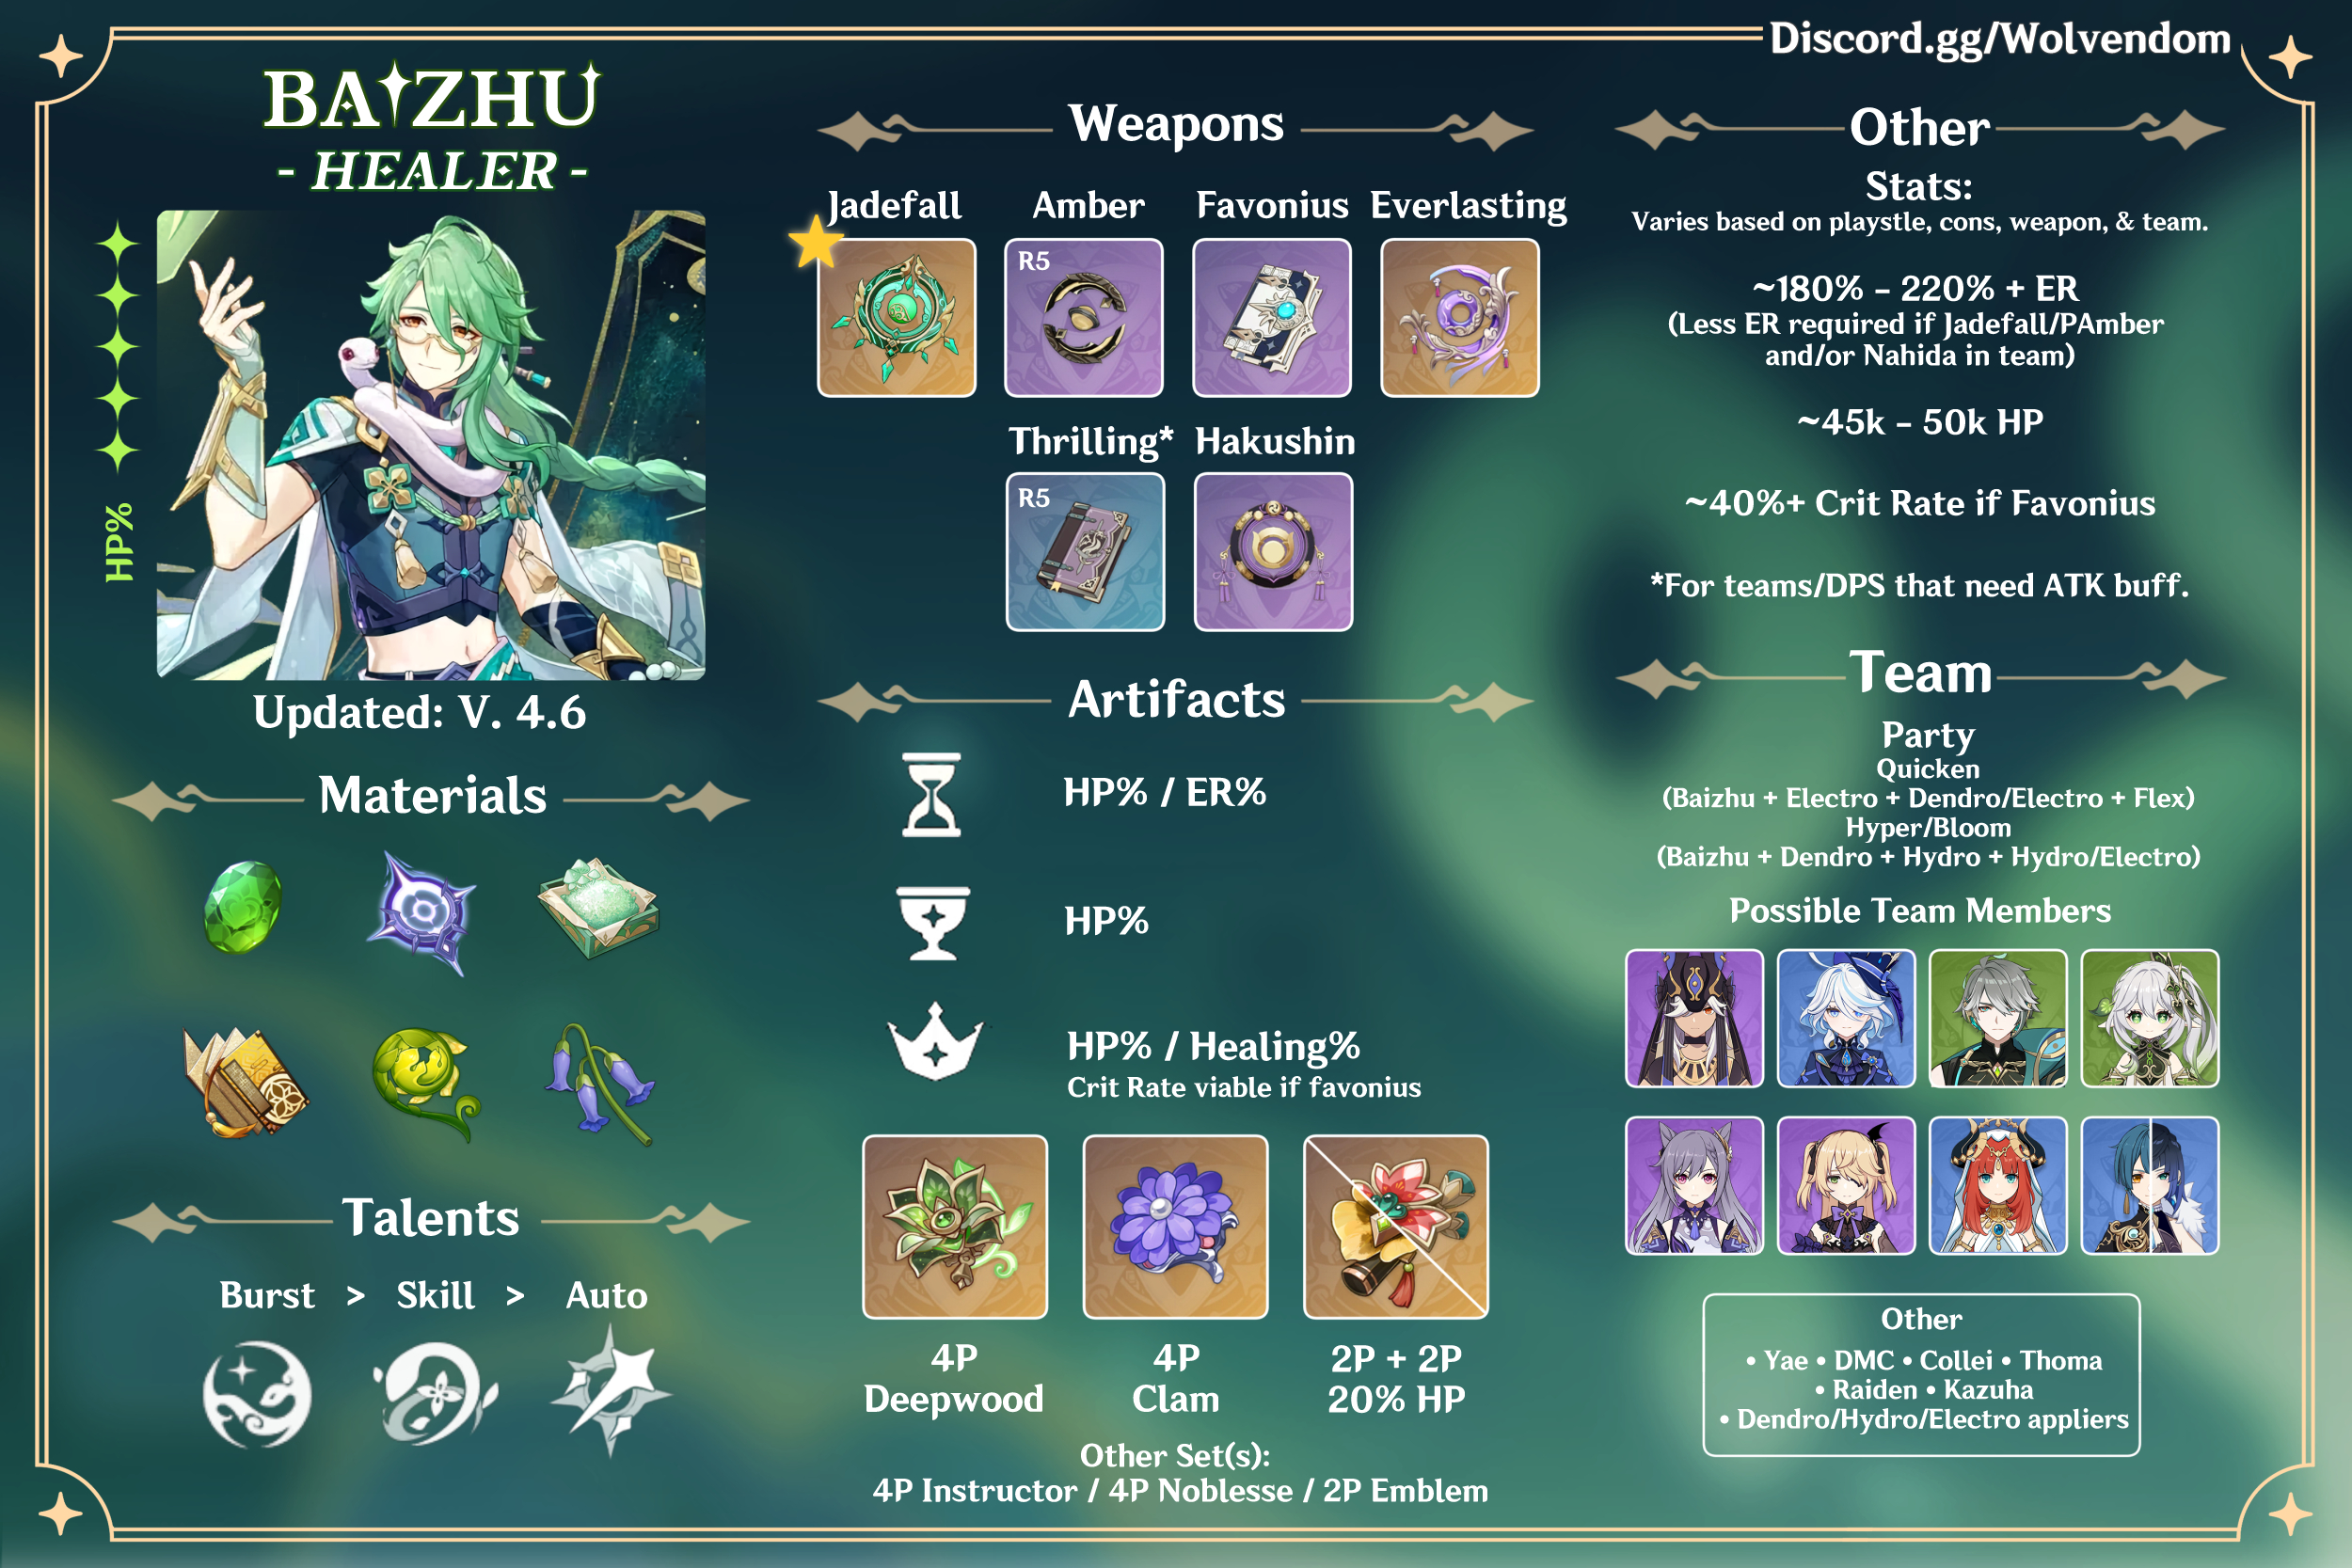 Discord.gg/Wolvendom
BAIZHU
- HEALER -
HP%
Updated: V. 4.6
Materials
Talents
Burst > Skill > Auto
Weapons
Jadefall Amber Favonius Everlasting
R5
Thrilling* Hakushin
R5
Artifacts
HP% / ER%
HP%
HP% / Healing%
Crit Rate viable if favonius
4P
Deepwood
4P
Clam
2P + 2P
20% HP
Other Set(s):
4P Instructor / 4P Noblesse / 2P Emblem
Other
Stats:
Varies based on playstle, cons, weapon, & team.
~180% - 220% + ER
(Less ER required if Jadefall/PAmber
and/or Nahida in team)
~45k - 50k HP
~40%+ Crit Rate if Favonius
*For teams/DPS that need ATK buff.
Team
Party
Quicken
(Baizhu + Electro + Dendro/Electro + Flex)
Hyper/Bloom
(Baizhu + Dendro + Hydro + Hydro/Electro)
Possible Team Members
Other
• Yae • DMC • Collei • Thoma
• Raiden • Kazuha
• Dendro/Hydro/Electro appliers